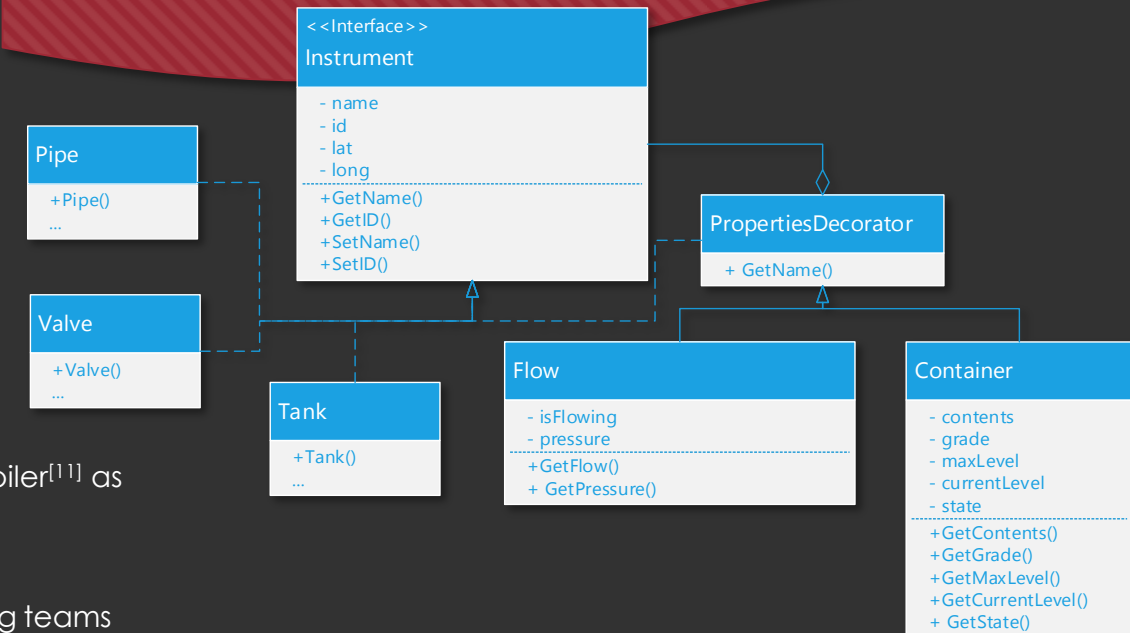 <<Interface>>
Instrument
- name
- id
- lat
- long
+GetName()
+GetID()
+SetName()
+SetID()
Pipe
+Pipe()
...
Valve
+Valve()
...
Tank
+Tank()
...
PropertiesDecorator
+ GetName()
Flow
- isFlowing
- pressure
+GetFlow()
+ GetPressure()
Container
- contents
- grade
- maxLevel
- currentLevel
- state
+GetContents()
+GetGrade()
+GetMaxLevel()
+GetCurrentLevel()
+ GetState()
piler[11] as
g teams